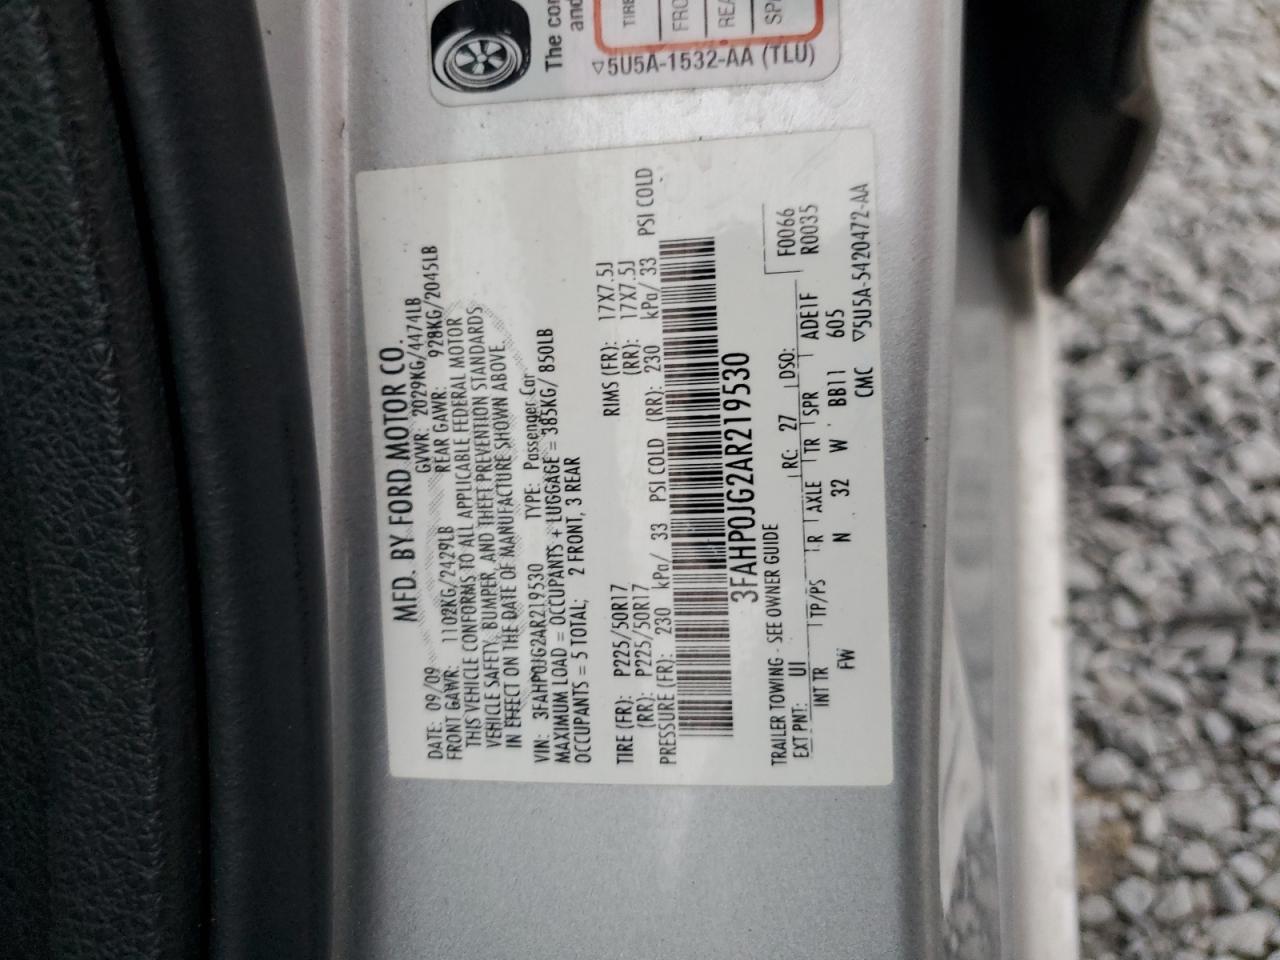 The
and
TIRE
5U5A-1532-AA (TLU)
MFD. BY FORD MOTOR CO.
DATE: 09/09 GVWR: 2029KG/4474LB
FRONT GAWR: 1102KG/2429LB REAR GAWR: 928KG/2045LB
THIS VEHICLE CONFORMS TO ALL APPLICABLE FEDERAL MOTOR
VEHICLE SAFETY, BUMPER, AND THEFT PREVENTION STANDARDS
IN EFFECT ON THE DATE OF MANUFACTURE SHOWN ABOVE.
VIN: 3FAHP0JG2AR219530 TYPE: Passenger Car
MAXIMUM LOAD = OCCUPANTS + LUGGAGE = 385KG/ 850LB
OCCUPANTS = 5 TOTAL; 2 FRONT, 3 REAR
TIRE (FR): P225/50R17 RIMS (FR): 17X7.5J
(RR): P225/50R17 (RR): 17X7.5J
PRESSURE (FR): 230 kPa/ 33 PSI COLD (RR): 230 kPa/ 33 PSI COLD
3FAHP0JG2AR219530
TRAILER TOWING - SEE OWNER GUIDE F0066
EXT PNT: UI RC: 27 DSO: R0035
INT TR TP/PS R AXLE TR SPR ADE1F
FW N 32 W BB11 605
CMC ▽5U5A-5420472-AA